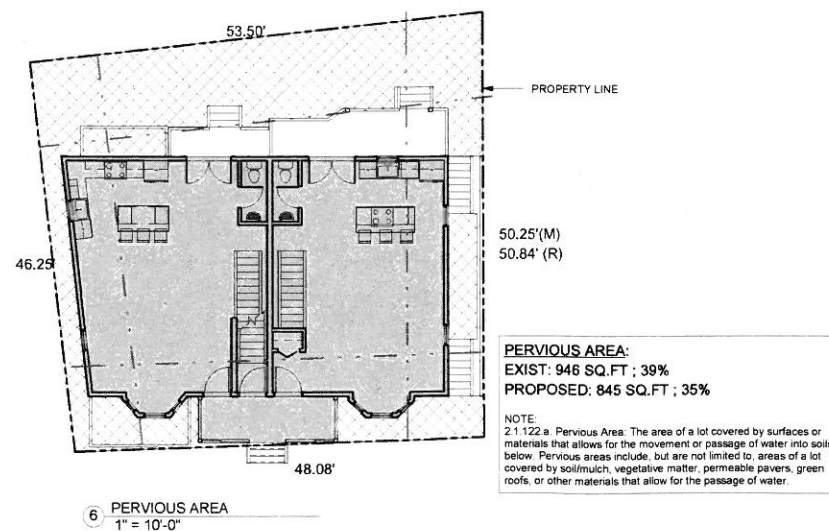 53.50'
PROPERTY LINE
50.25'(M)
50.84' (R)
46.25'
PERVIOUS AREA:
EXIST: 946 SQ.FT ; 39%
PROPOSED: 845 SQ.FT ; 35%
NOTE:
2.1.122.a. Pervious Area: The area of a lot covered by surfaces or
materials that allows for the movement or passage of water into soils
below. Pervious areas include, but are not limited to, areas of a lot
covered by soil/mulch, vegetative matter, permeable pavers, green
roofs, or other materials that allow for the passage of water.
48.08'
6 PERVIOUS AREA
1" = 10'-0"